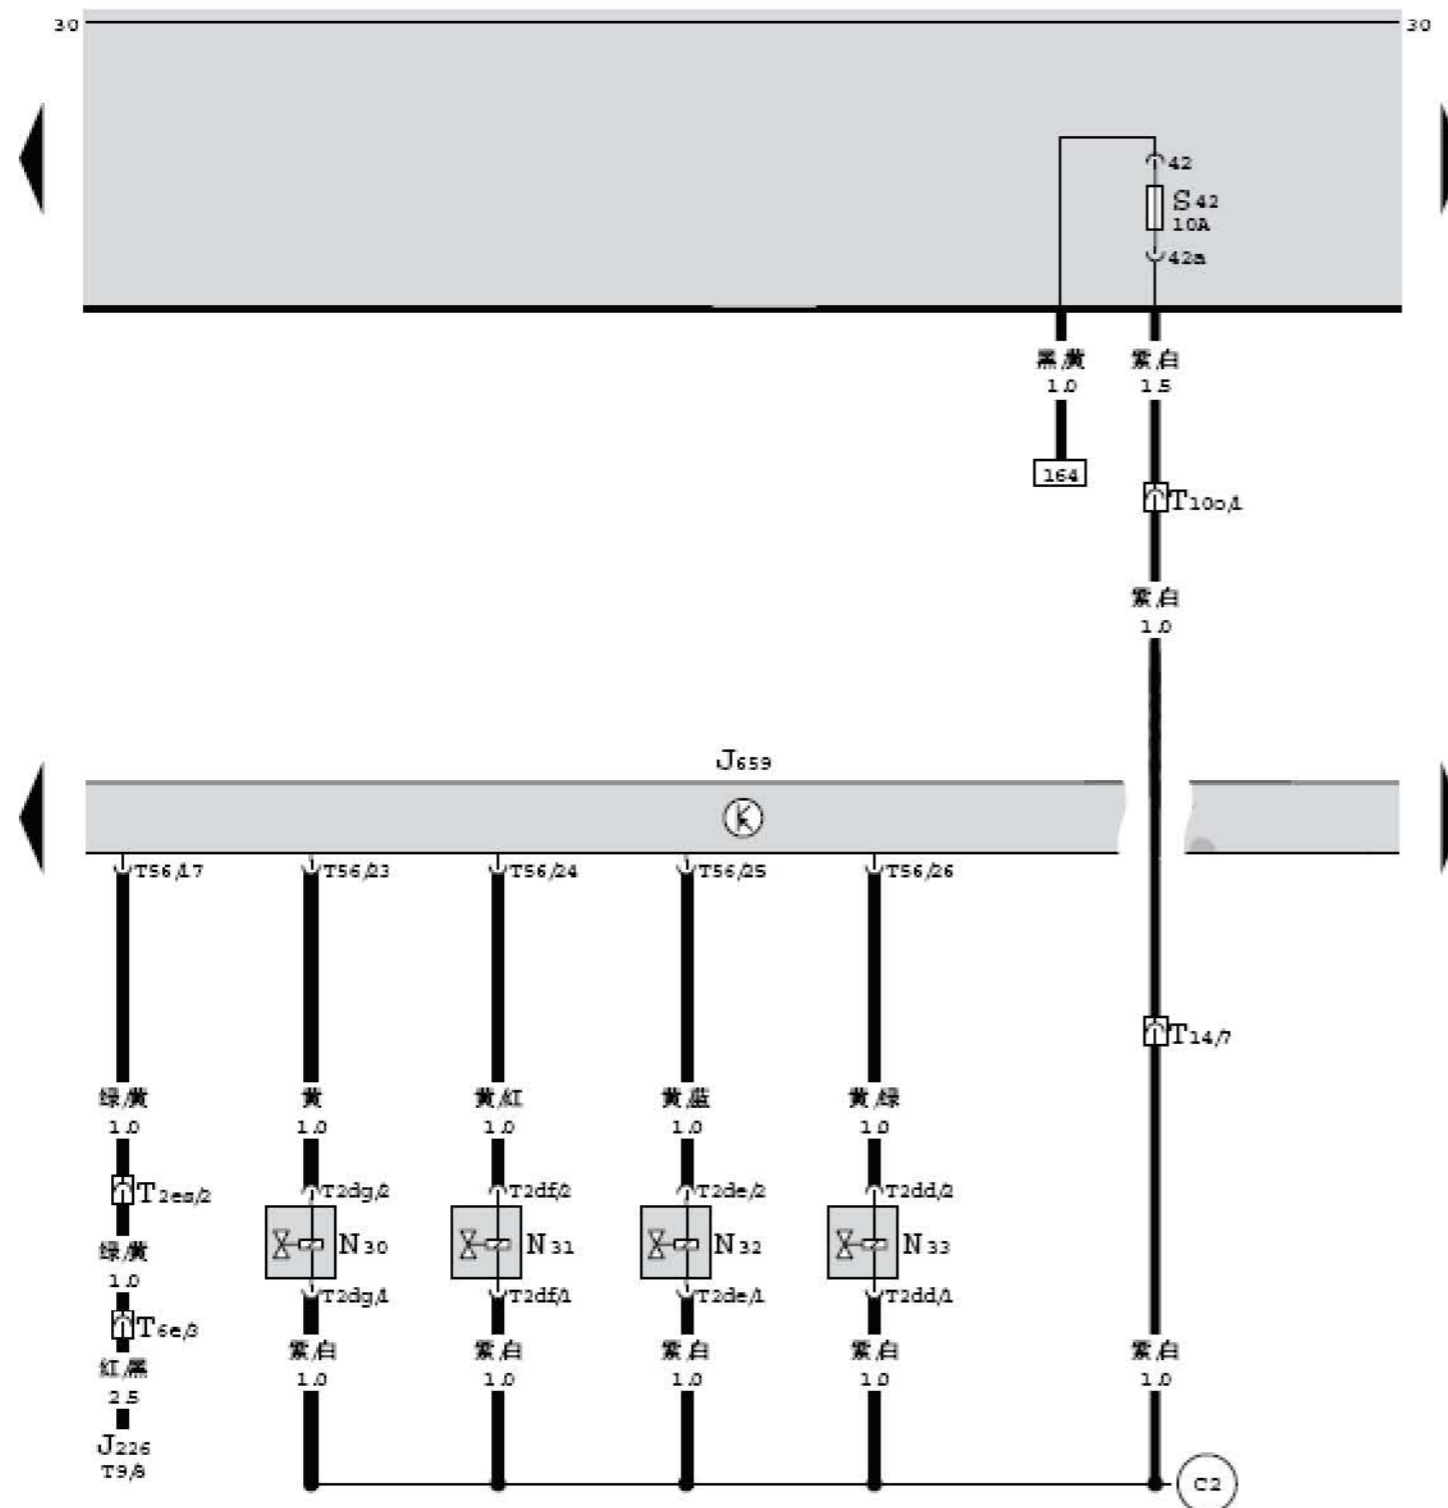 30 30
42
S42
10A
42a
黑/黄 紫/白
1.0 1.5
164
T10o/1
紫/白
1.0
J659
K
T56/17 T56/23 T56/24 T56/25 T56/26
T14/7
绿/黄 黄 黄/红 黄/蓝 黄/绿
1.0 1.0 1.0 1.0 1.0
T2es/2 T2dg/2 T2df/2 T2de/2 T2dd/2
N30 N31 N32 N33
绿/黄
1.0
T2dg/1 T2df/1 T2de/1 T2dd/1
T6e/3
紫/白 紫/白 紫/白 紫/白 紫/白
红/黑
1.0 1.0 1.0 1.0 1.0
2.5
J226
T9/8
C2